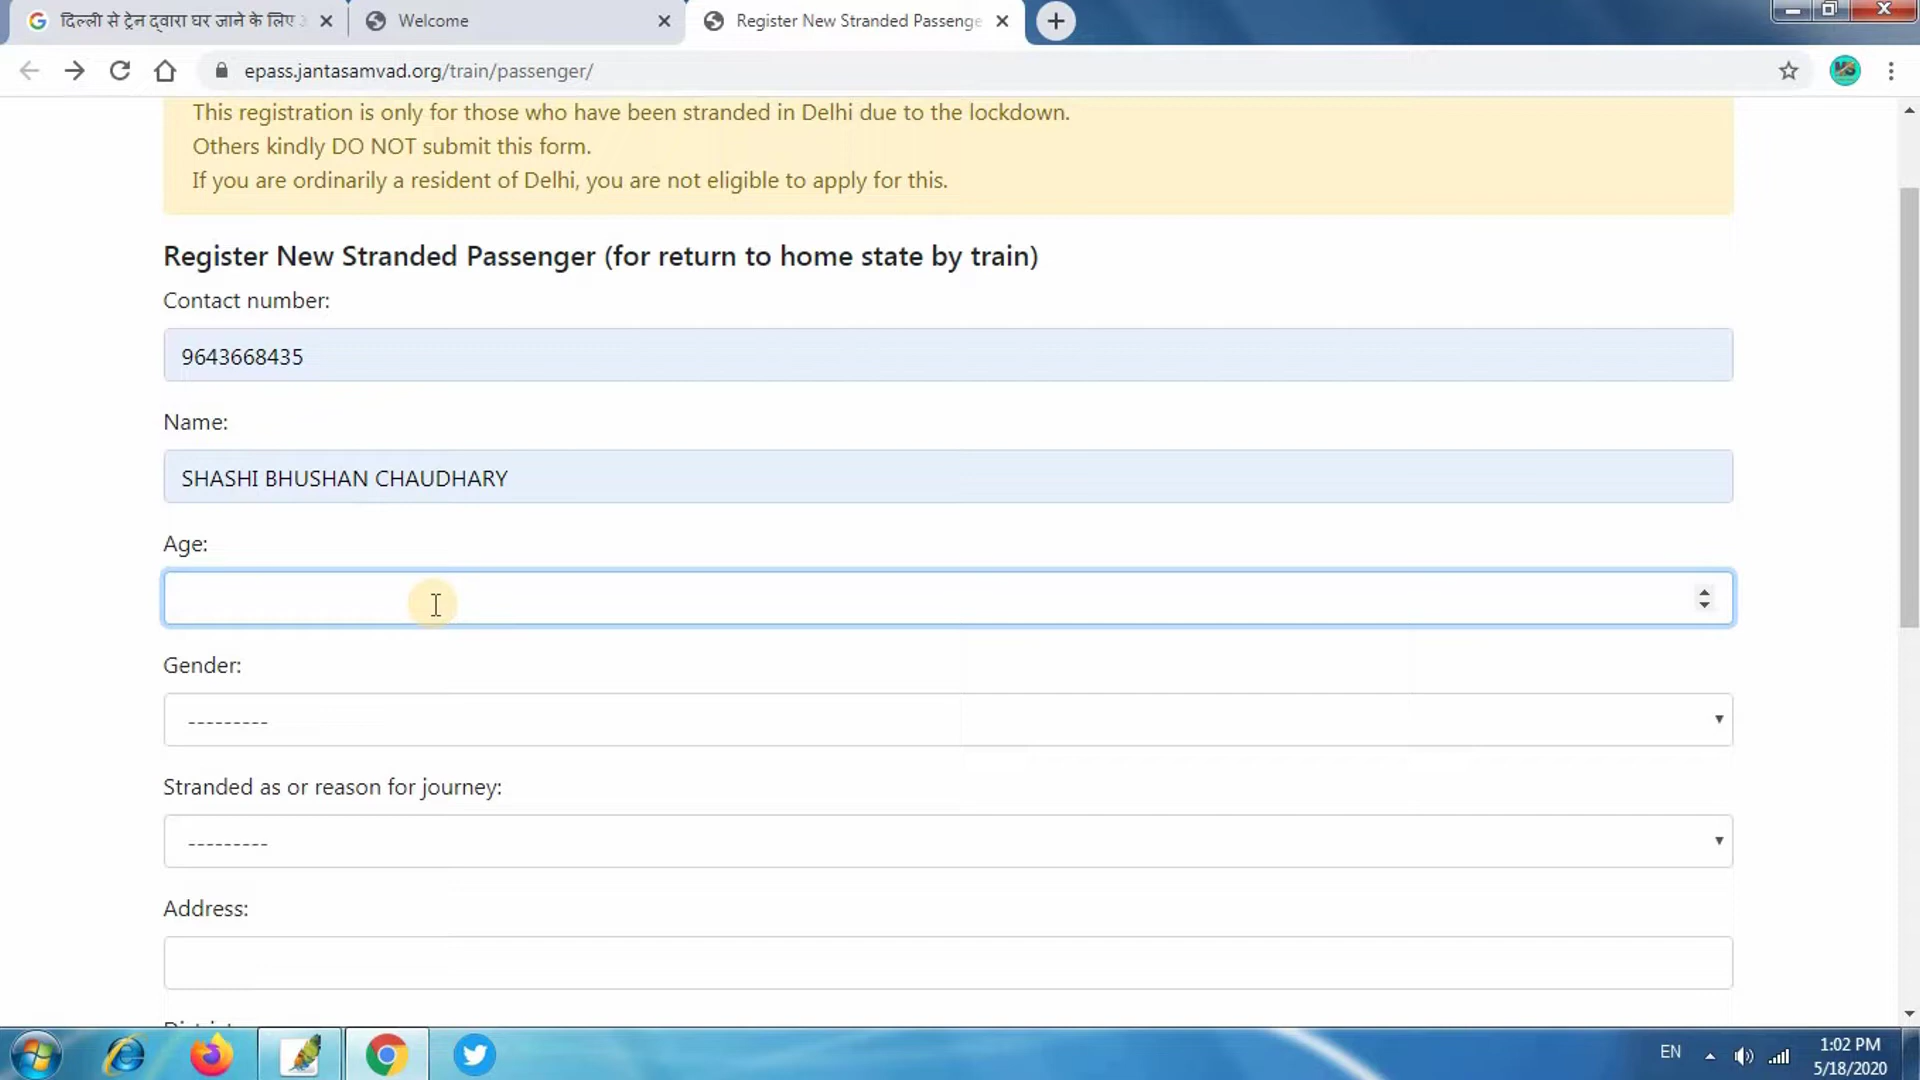 दिल्ली से ट्रेन द्वारा घर जाने के लिए
Welcome
Register New Stranded Passenge
epass.jantasamvad.org/train/passenger/
This registration is only for those who have been stranded in Delhi due to the lockdown.
Others kindly DO NOT submit this form.
If you are ordinarily a resident of Delhi, you are not eligible to apply for this.
Register New Stranded Passenger (for return to home state by train)
Contact number:
9643668435
Name:
SHASHI BHUSHAN CHAUDHARY
Age:
Gender:
---------
Stranded as or reason for journey:
---------
Address:
EN
1:02 PM
5/18/2020